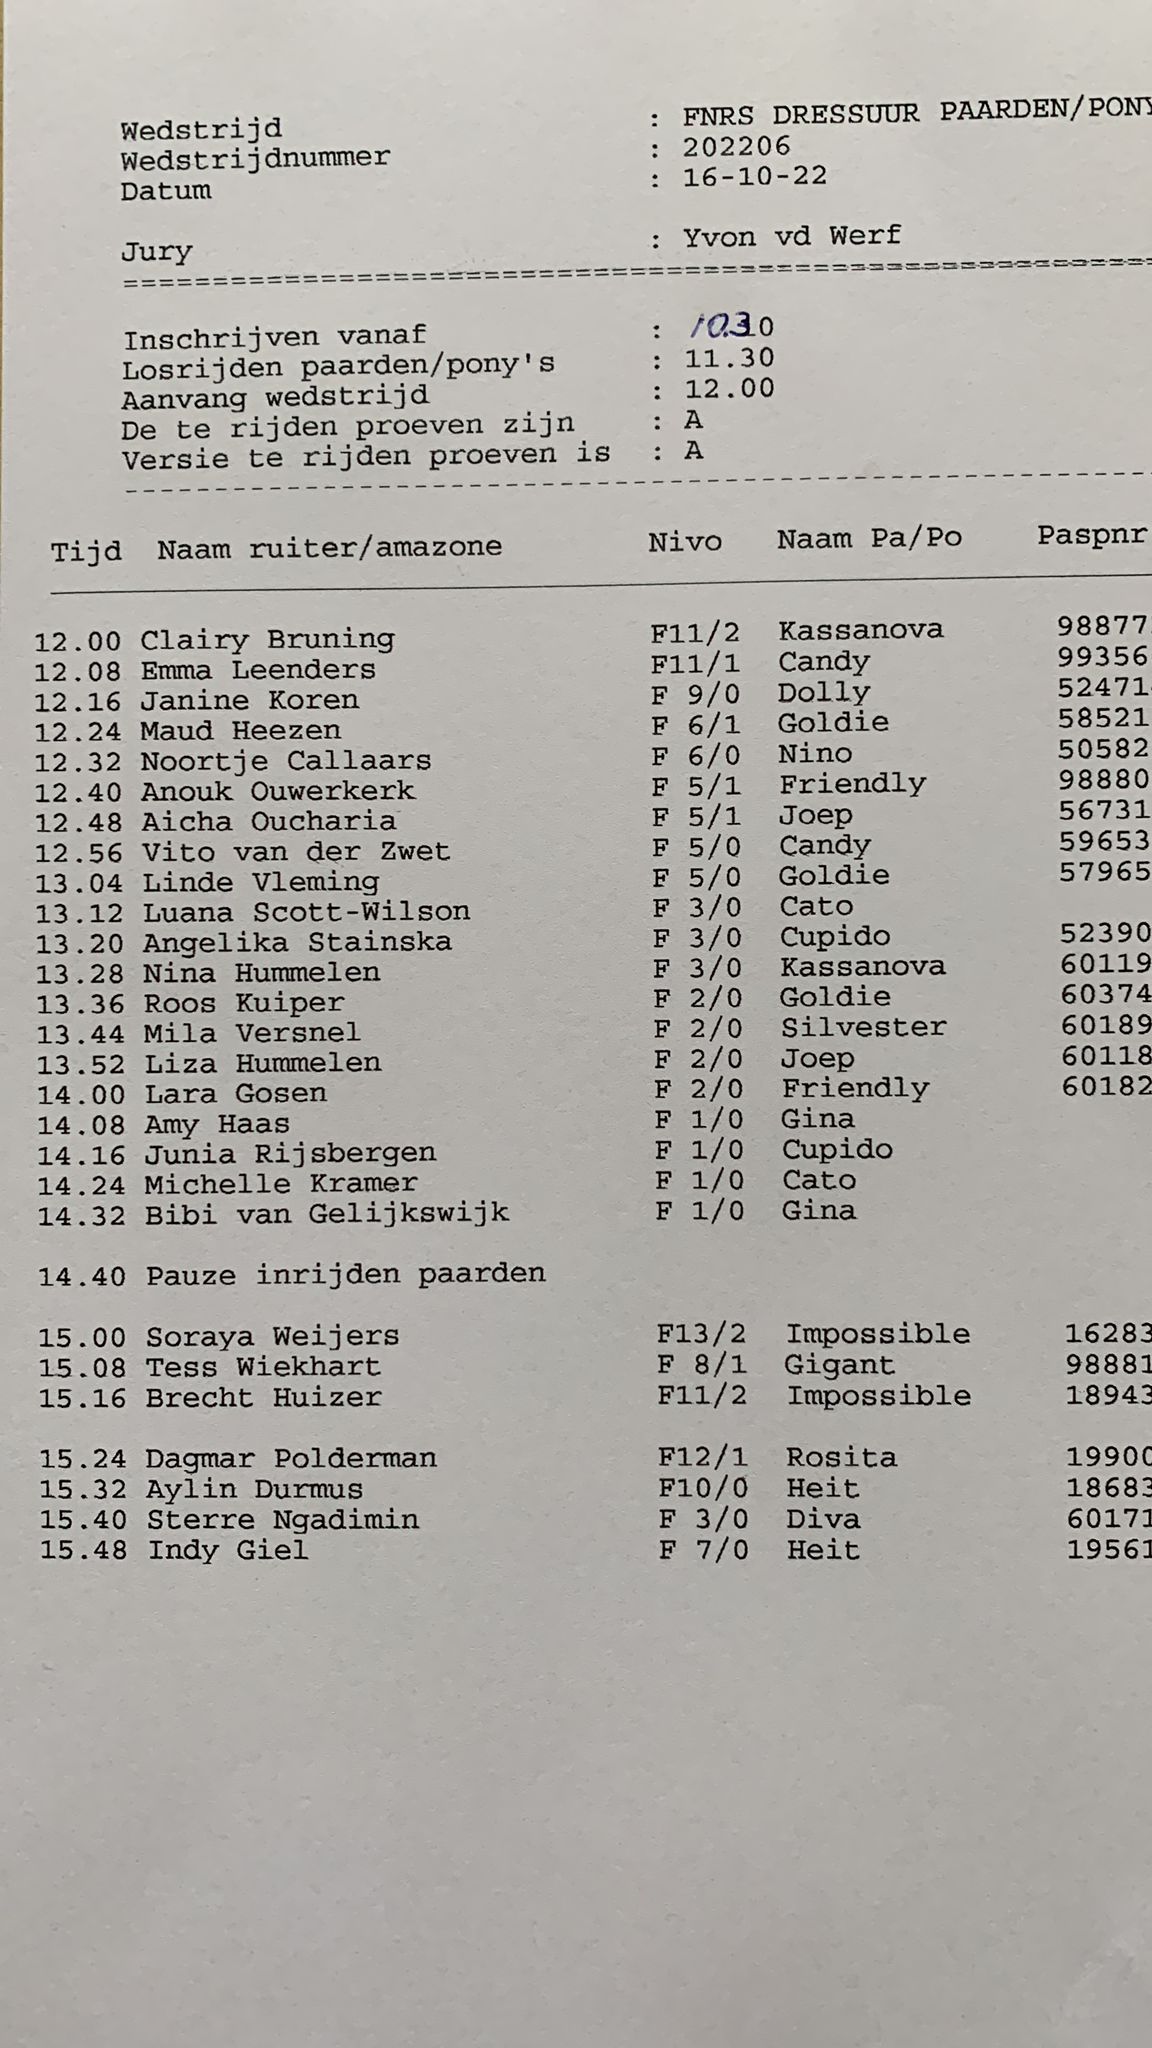 Wedstrijd : FNRS DRESSUUR PAARDEN/PONY
Wedstrijdnummer : 202206
Datum : 16-10-22
Jury : Yvon vd Werf
Inschrijven vanaf : 10.30
Losrijden paarden/pony's : 11.30
Aanvang wedstrijd : 12.00
De te rijden proeven zijn : A
Versie te rijden proeven is : A
Tijd Naam ruiter/amazone Nivo Naam Pa/Po Paspnr
12.00 Clairy Bruning F11/2 Kassanova 98877
12.08 Emma Leenders F11/1 Candy 99356
12.16 Janine Koren F 9/0 Dolly 52471
12.24 Maud Heezen F 6/1 Goldie 58521
12.32 Noortje Callaars F 6/0 Nino 50582
12.40 Anouk Ouwerkerk F 5/1 Friendly 98880
12.48 Aicha Oucharia F 5/1 Joep 56731
12.56 Vito van der Zwet F 5/0 Candy 59653
13.04 Linde Vleming F 5/0 Goldie 57965
13.12 Luana Scott-Wilson F 3/0 Cato
13.20 Angelika Stainska F 3/0 Cupido 52390
13.28 Nina Hummelen F 3/0 Kassanova 60119
13.36 Roos Kuiper F 2/0 Goldie 60374
13.44 Mila Versnel F 2/0 Silvester 60189
13.52 Liza Hummelen F 2/0 Joep 60118
14.00 Lara Gosen F 2/0 Friendly 60182
14.08 Amy Haas F 1/0 Gina
14.16 Junia Rijsbergen F 1/0 Cupido
14.24 Michelle Kramer F 1/0 Cato
14.32 Bibi van Gelijkswijk F 1/0 Gina
14.40 Pauze inrijden paarden
15.00 Soraya Weijers F13/2 Impossible 16283
15.08 Tess Wiekhart F 8/1 Gigant 98881
15.16 Brecht Huizer F11/2 Impossible 18943
15.24 Dagmar Polderman F12/1 Rosita 19900
15.32 Aylin Durmus F10/0 Heit 18683
15.40 Sterre Ngadimin F 3/0 Diva 60171
15.48 Indy Giel F 7/0 Heit 19561